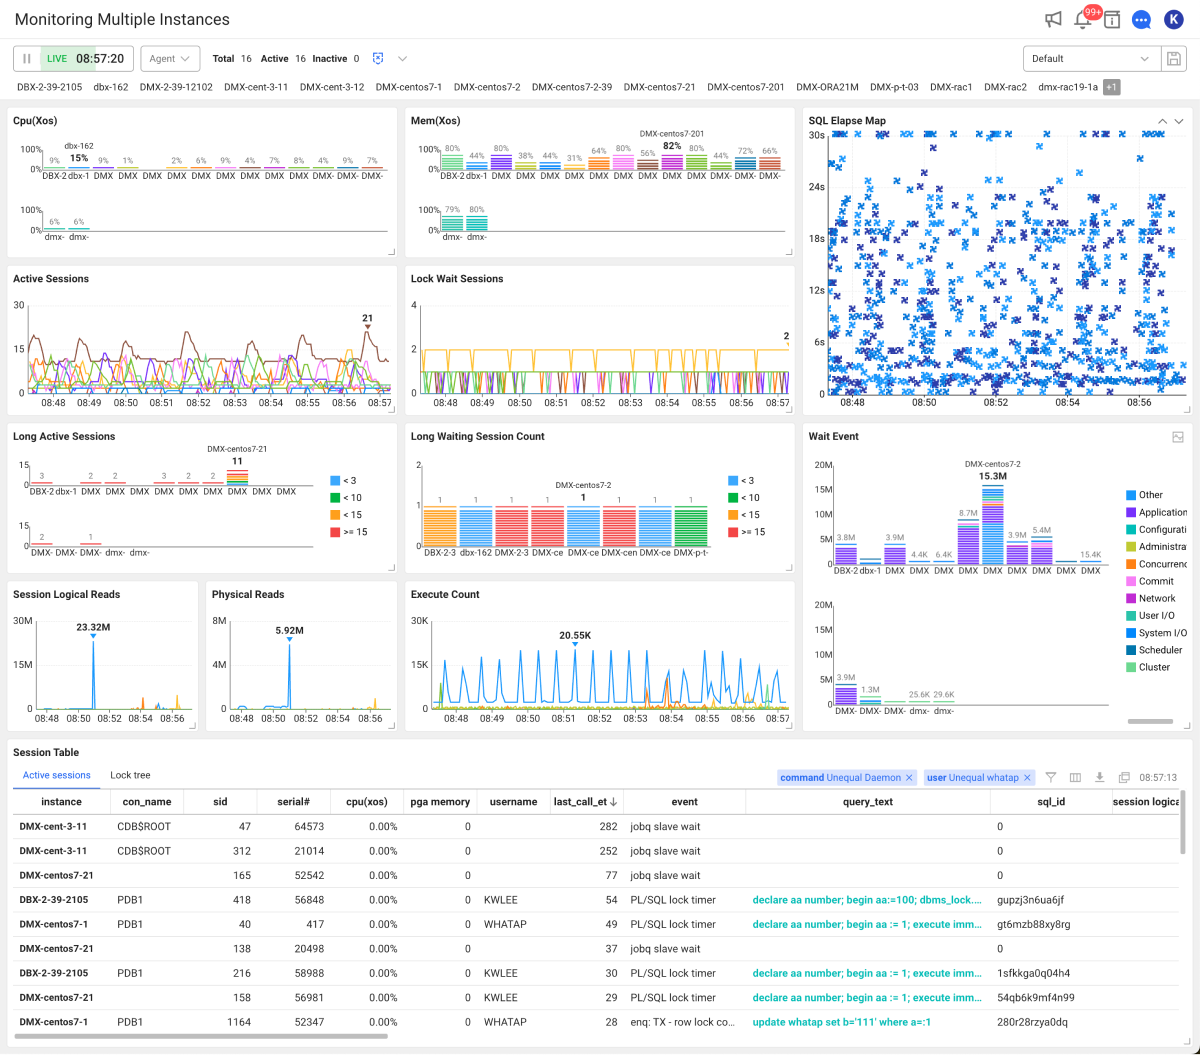 Monitoring Multiple Instances
99+
K
LIVE 08:57:20
Agent
Total 16 Active 16 Inactive 0
Default
DBX-2-39-2105 dbx-162 DMX-2-39-12102 DMX-cent-3-11 DMX-cent-3-12 DMX-centos7-1 DMX-centos7-2 DMX-centos7-2-39 DMX-centos7-21 DMX-centos7-201 DMX-ORA21M DMX-p-t-03 DMX-rac1 DMX-rac2 dmx-rac19-1a +1
Cpu(Xos)
dbx-162
100%
9% 15% 9% 1% 2% 6% 9% 4% 7% 8% 4% 9% 7%
0%
DBX-2 dbx-1 DMX DMX DMX DMX DMX DMX DMX DMX DMX DMX- DMX- DMX-
100%
6% 6%
0%
dmx- dmx-
Mem(Xos)
DMX-centos7-201
100%
80% 44% 80% 38% 44% 31% 64% 80% 56% 82% 80% 44% 72% 66%
0%
DBX-2 dbx-1 DMX DMX DMX DMX DMX DMX DMX DMX DMX DMX- DMX- DMX-
100%
79% 80%
0%
dmx- dmx-
SQL Elapse Map
30s
24s
18s
12s
6s
0
08:48 08:50 08:52 08:54 08:56
Active Sessions
30
21
15
0
08:48 08:49 08:50 08:51 08:52 08:53 08:54 08:55 08:56 08:57
Lock Wait Sessions
4
2
2
0
08:48 08:49 08:50 08:51 08:52 08:53 08:54 08:55 08:56 08:57
Long Active Sessions
DMX-centos7-21
15
3 2 2 3 2 2 11
0
DBX-2 dbx-1 DMX DMX DMX DMX DMX DMX DMX DMX DMX
15
2 1
0
DMX- DMX- DMX- dmx- dmx-
< 3
< 10
< 15
>= 15
Long Waiting Session Count
2
DMX-centos7-2
1 1 1 1 1 1 1 1
1
0
DBX-2-3 dbx-162 DMX-2-3 DMX-ce DMX-ce DMX-cen DMX-ce DMX-p-t-
< 3
< 10
< 15
>= 15
Wait Event
20M
DMX-centos7-2
15M
15.3M
10M
5M
0
3.8M 3.9M 4.4K 6.4K 8.7M 3.9M 5.4M 15.4K
DBX-2 dbx-1 DMX DMX DMX DMX DMX DMX DMX DMX DMX
20M
15M
10M
5M
0
3.9M 1.3M 25.6K 29.6K
DMX- DMX- DMX- dmx- dmx-
Other
Application
Configurati
Administra
Concurrenc
Commit
Network
User I/O
System I/O
Scheduler
Cluster
Session Logical Reads
30M
23.32M
15M
0
08:48 08:50 08:52 08:54 08:56
Physical Reads
8M
5.92M
4M
0
08:48 08:50 08:52 08:54 08:56
Execute Count
30K
20.55K
15K
0
08:48 08:49 08:50 08:51 08:52 08:53 08:54 08:55 08:56 08:57
Session Table
Active sessions Lock tree
command Unequal Daemon × user Unequal whatap × 08:57:13
instance con_name sid serial# cpu(xos) pga memory username last_call_et ↓ event query_text sql_id session logica
DMX-cent-3-11 CDB$ROOT 47 64573 0.00% 0 282 jobq slave wait 0
DMX-cent-3-11 CDB$ROOT 312 21014 0.00% 0 252 jobq slave wait 0
DMX-centos7-21 165 52542 0.00% 0 77 jobq slave wait 0
DBX-2-39-2105 PDB1 418 56848 0.00% 0 KWLEE 54 PL/SQL lock timer declare aa number; begin aa:=100; dbms_lock.... gupzj3n6ua6jf
DMX-centos7-1 PDB1 40 417 0.00% 0 WHATAP 49 PL/SQL lock timer declare aa number; begin aa := 1; execute imm... gt6mzb88xy8rg
DMX-centos7-21 138 20498 0.00% 0 37 jobq slave wait 0
DBX-2-39-2105 PDB1 216 58988 0.00% 0 KWLEE 30 PL/SQL lock timer declare aa number; begin aa := 1; execute imm... 1sfkkga0q04h4
DMX-centos7-21 158 56981 0.00% 0 KWLEE 29 PL/SQL lock timer declare aa number; begin aa := 1; execute imm... 54qb6k9mf4n99
DMX-centos7-1 PDB1 1164 52347 0.00% 0 WHATAP 28 enq: TX - row lock co... update whatap set b='111' where a=:1 280r28rzya0dq